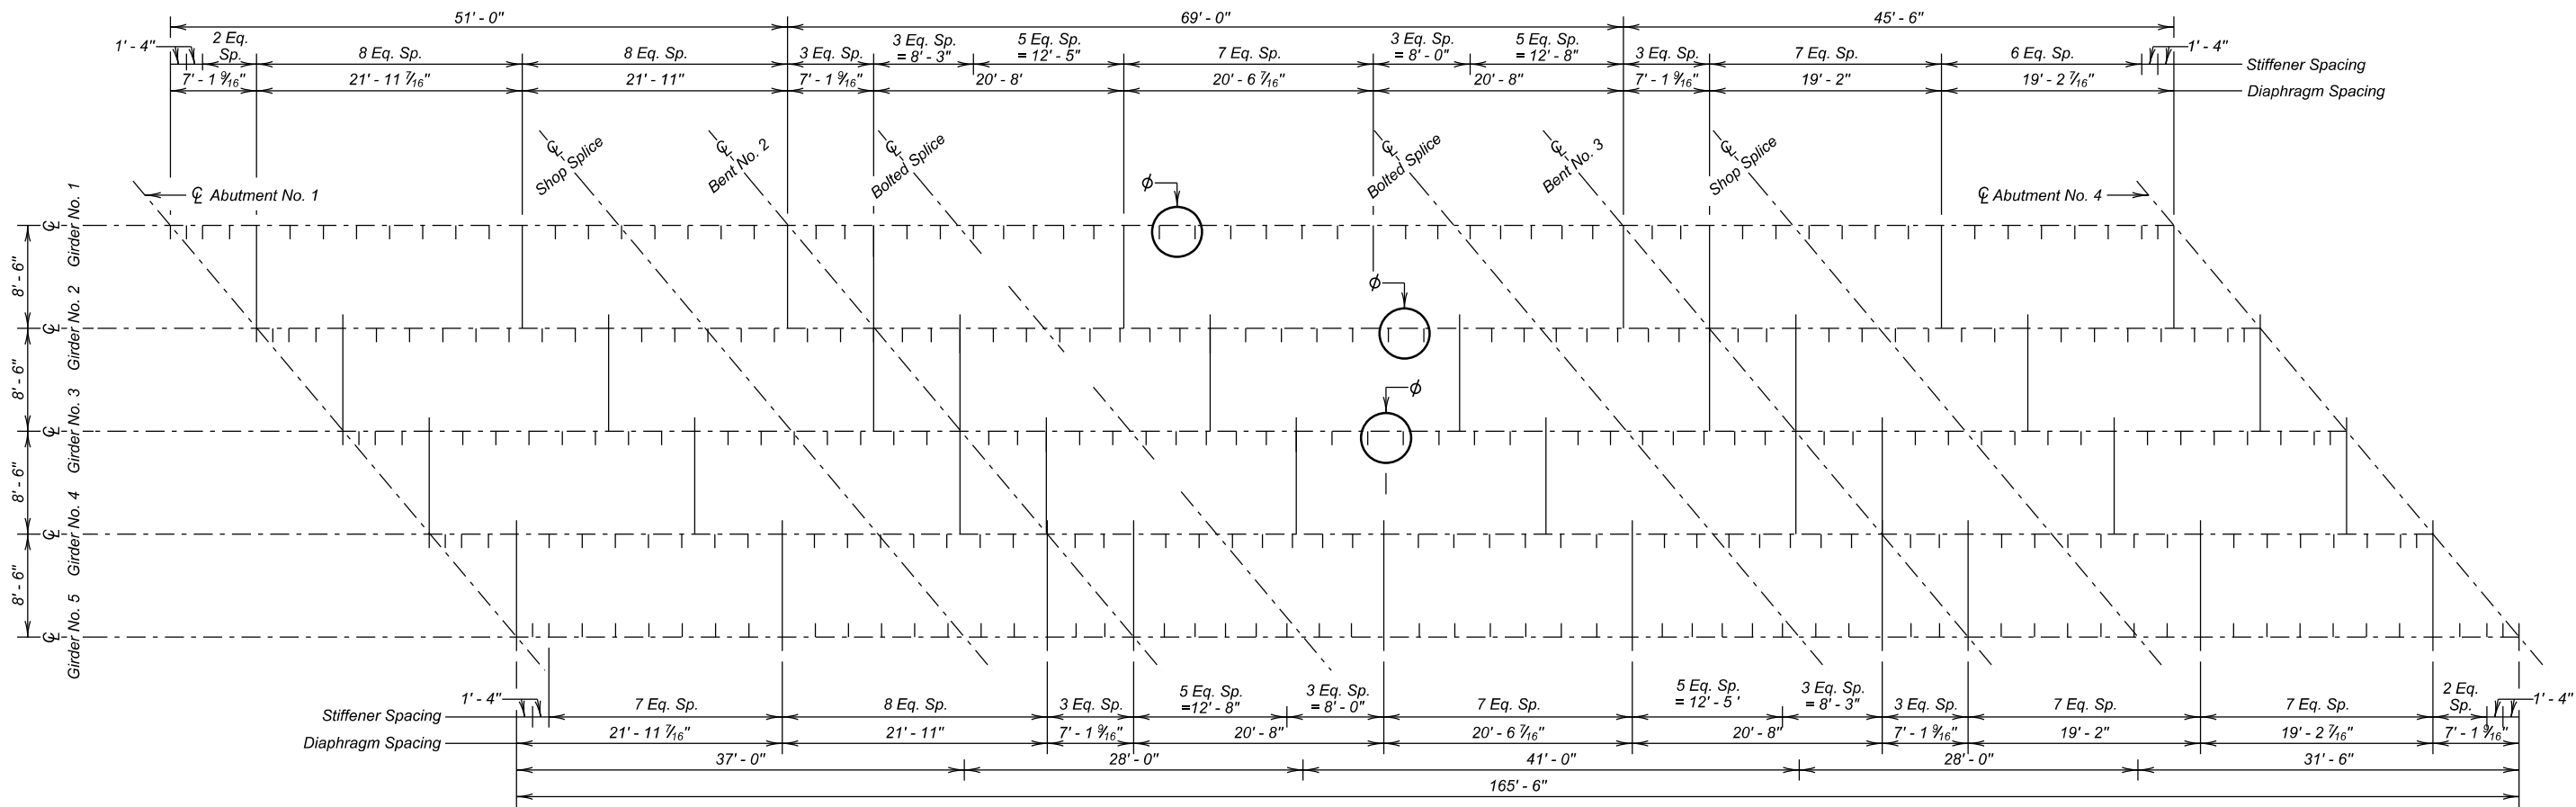 51' - 0" 69' - 0" 45' - 6"
1' - 4" 2 Eq. Sp. 8 Eq. Sp. 8 Eq. Sp. 3 Eq. Sp. 3 Eq. Sp. = 8' - 3" 5 Eq. Sp. = 12' - 5" 7 Eq. Sp. 3 Eq. Sp. = 8' - 0" 5 Eq. Sp. = 12' - 8" 3 Eq. Sp. 7 Eq. Sp. 6 Eq. Sp. 1' - 4"
Stiffener Spacing
7' - 1 9/16" 21' - 11 7/16" 21' - 11" 7' - 1 9/16" 20' - 8' 20' - 6 7/16" 20' - 8" 7' - 1 9/16" 19' - 2" 19' - 2 7/16"
Diaphragm Spacing
℄ Shop Splice
℄ Bent No. 2
℄ Bolted Splice
℄ Bolted Splice
℄ Bent No. 3
℄ Shop Splice
℄ Abutment No. 1
℄ Abutment No. 4
ϕ
ϕ
ϕ
℄ Girder No. 1
8' - 6"
℄ Girder No. 2
8' - 6"
℄ Girder No. 3
8' - 6"
℄ Girder No. 4
8' - 6"
℄ Girder No. 5
Stiffener Spacing
1' - 4" 7 Eq. Sp. 8 Eq. Sp. 3 Eq. Sp. 5 Eq. Sp. =12' - 8" 3 Eq. Sp. = 8' - 0" 7 Eq. Sp. 5 Eq. Sp. = 12' - 5 ' 3 Eq. Sp. = 8' - 3" 3 Eq. Sp. 7 Eq. Sp. 7 Eq. Sp. 2 Eq. Sp. 1' - 4"
Diaphragm Spacing
21' - 11 7/16" 21' - 11" 7' - 1 9/16" 20' - 8" 20' - 6 7/16" 20' - 8" 7' - 1 9/16" 19' - 2" 19' - 2 7/16" 7' - 1 9/16"
37' - 0" 28' - 0" 41' - 0" 28' - 0" 31' - 6"
165' - 6"